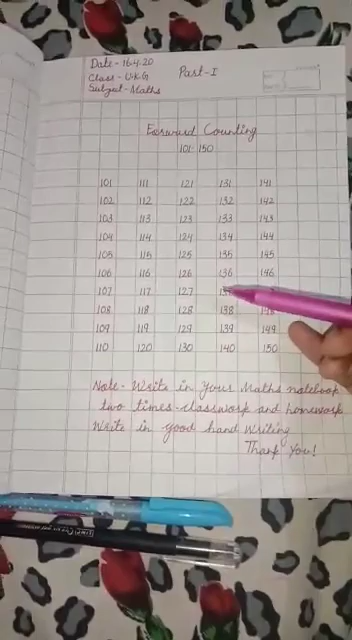 Date - 16.4.20
Class - U.K.G
Subject - Maths
Part - I
Forward Counting
101-150
101 111 121 131 141
102 112 122 132 142
103 113 123 133 143
104 114 124 134 144
105 115 125 135 145
106 116 126 136 146
107 117 127
108 118 128 138 148
109 119 129 139 149
110 120 130 140 150
Note - Write in your Maths notebook
two times - classwork and homework
Write in good hand writing
Thank You!